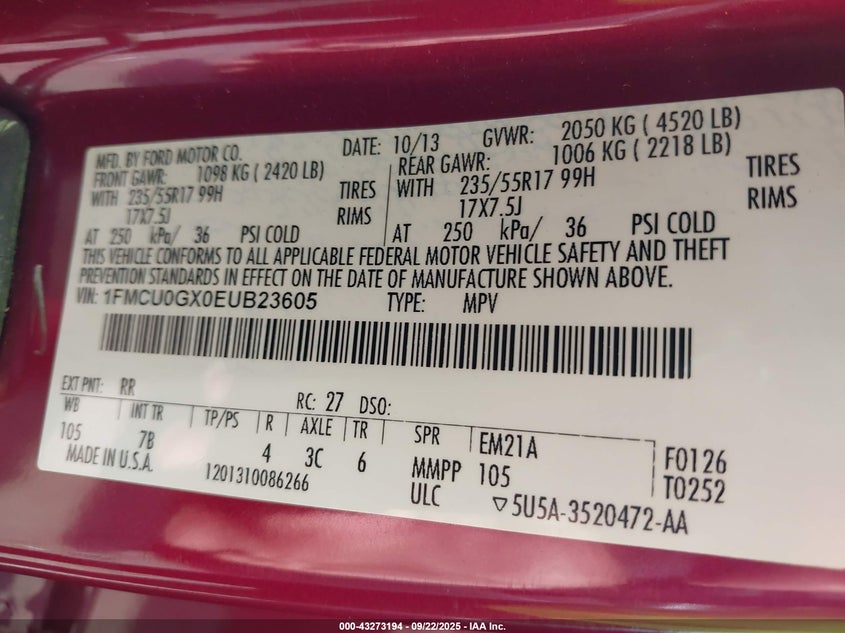 MFD. BY FORD MOTOR CO. DATE: 10/13 GVWR: 2050 KG ( 4520 LB)
FRONT GAWR: 1098 KG ( 2420 LB) REAR GAWR: 1006 KG ( 2218 LB)
WITH 235/55R17 99H TIRES WITH 235/55R17 99H TIRES
17X7.5J RIMS 17X7.5J RIMS
AT 250 kPa/ 36 PSI COLD AT 250 kPa/ 36 PSI COLD
THIS VEHICLE CONFORMS TO ALL APPLICABLE FEDERAL MOTOR VEHICLE SAFETY AND THEFT
PREVENTION STANDARDS IN EFFECT ON THE DATE OF MANUFACTURE SHOWN ABOVE.
VIN: 1FMCU0GX0EUB23605 TYPE: MPV
EXT PNT: RR RC: 27 DSO:
WB INT TR TP/PS R AXLE TR SPR EM21A F0126
105 7B 4 3C 6 MMPP 105 T0252
MADE IN U.S.A. 1201310086266 ULC ▽5U5A-3520472-AA
000-43273194 - 09/22/2025 - IAA Inc.